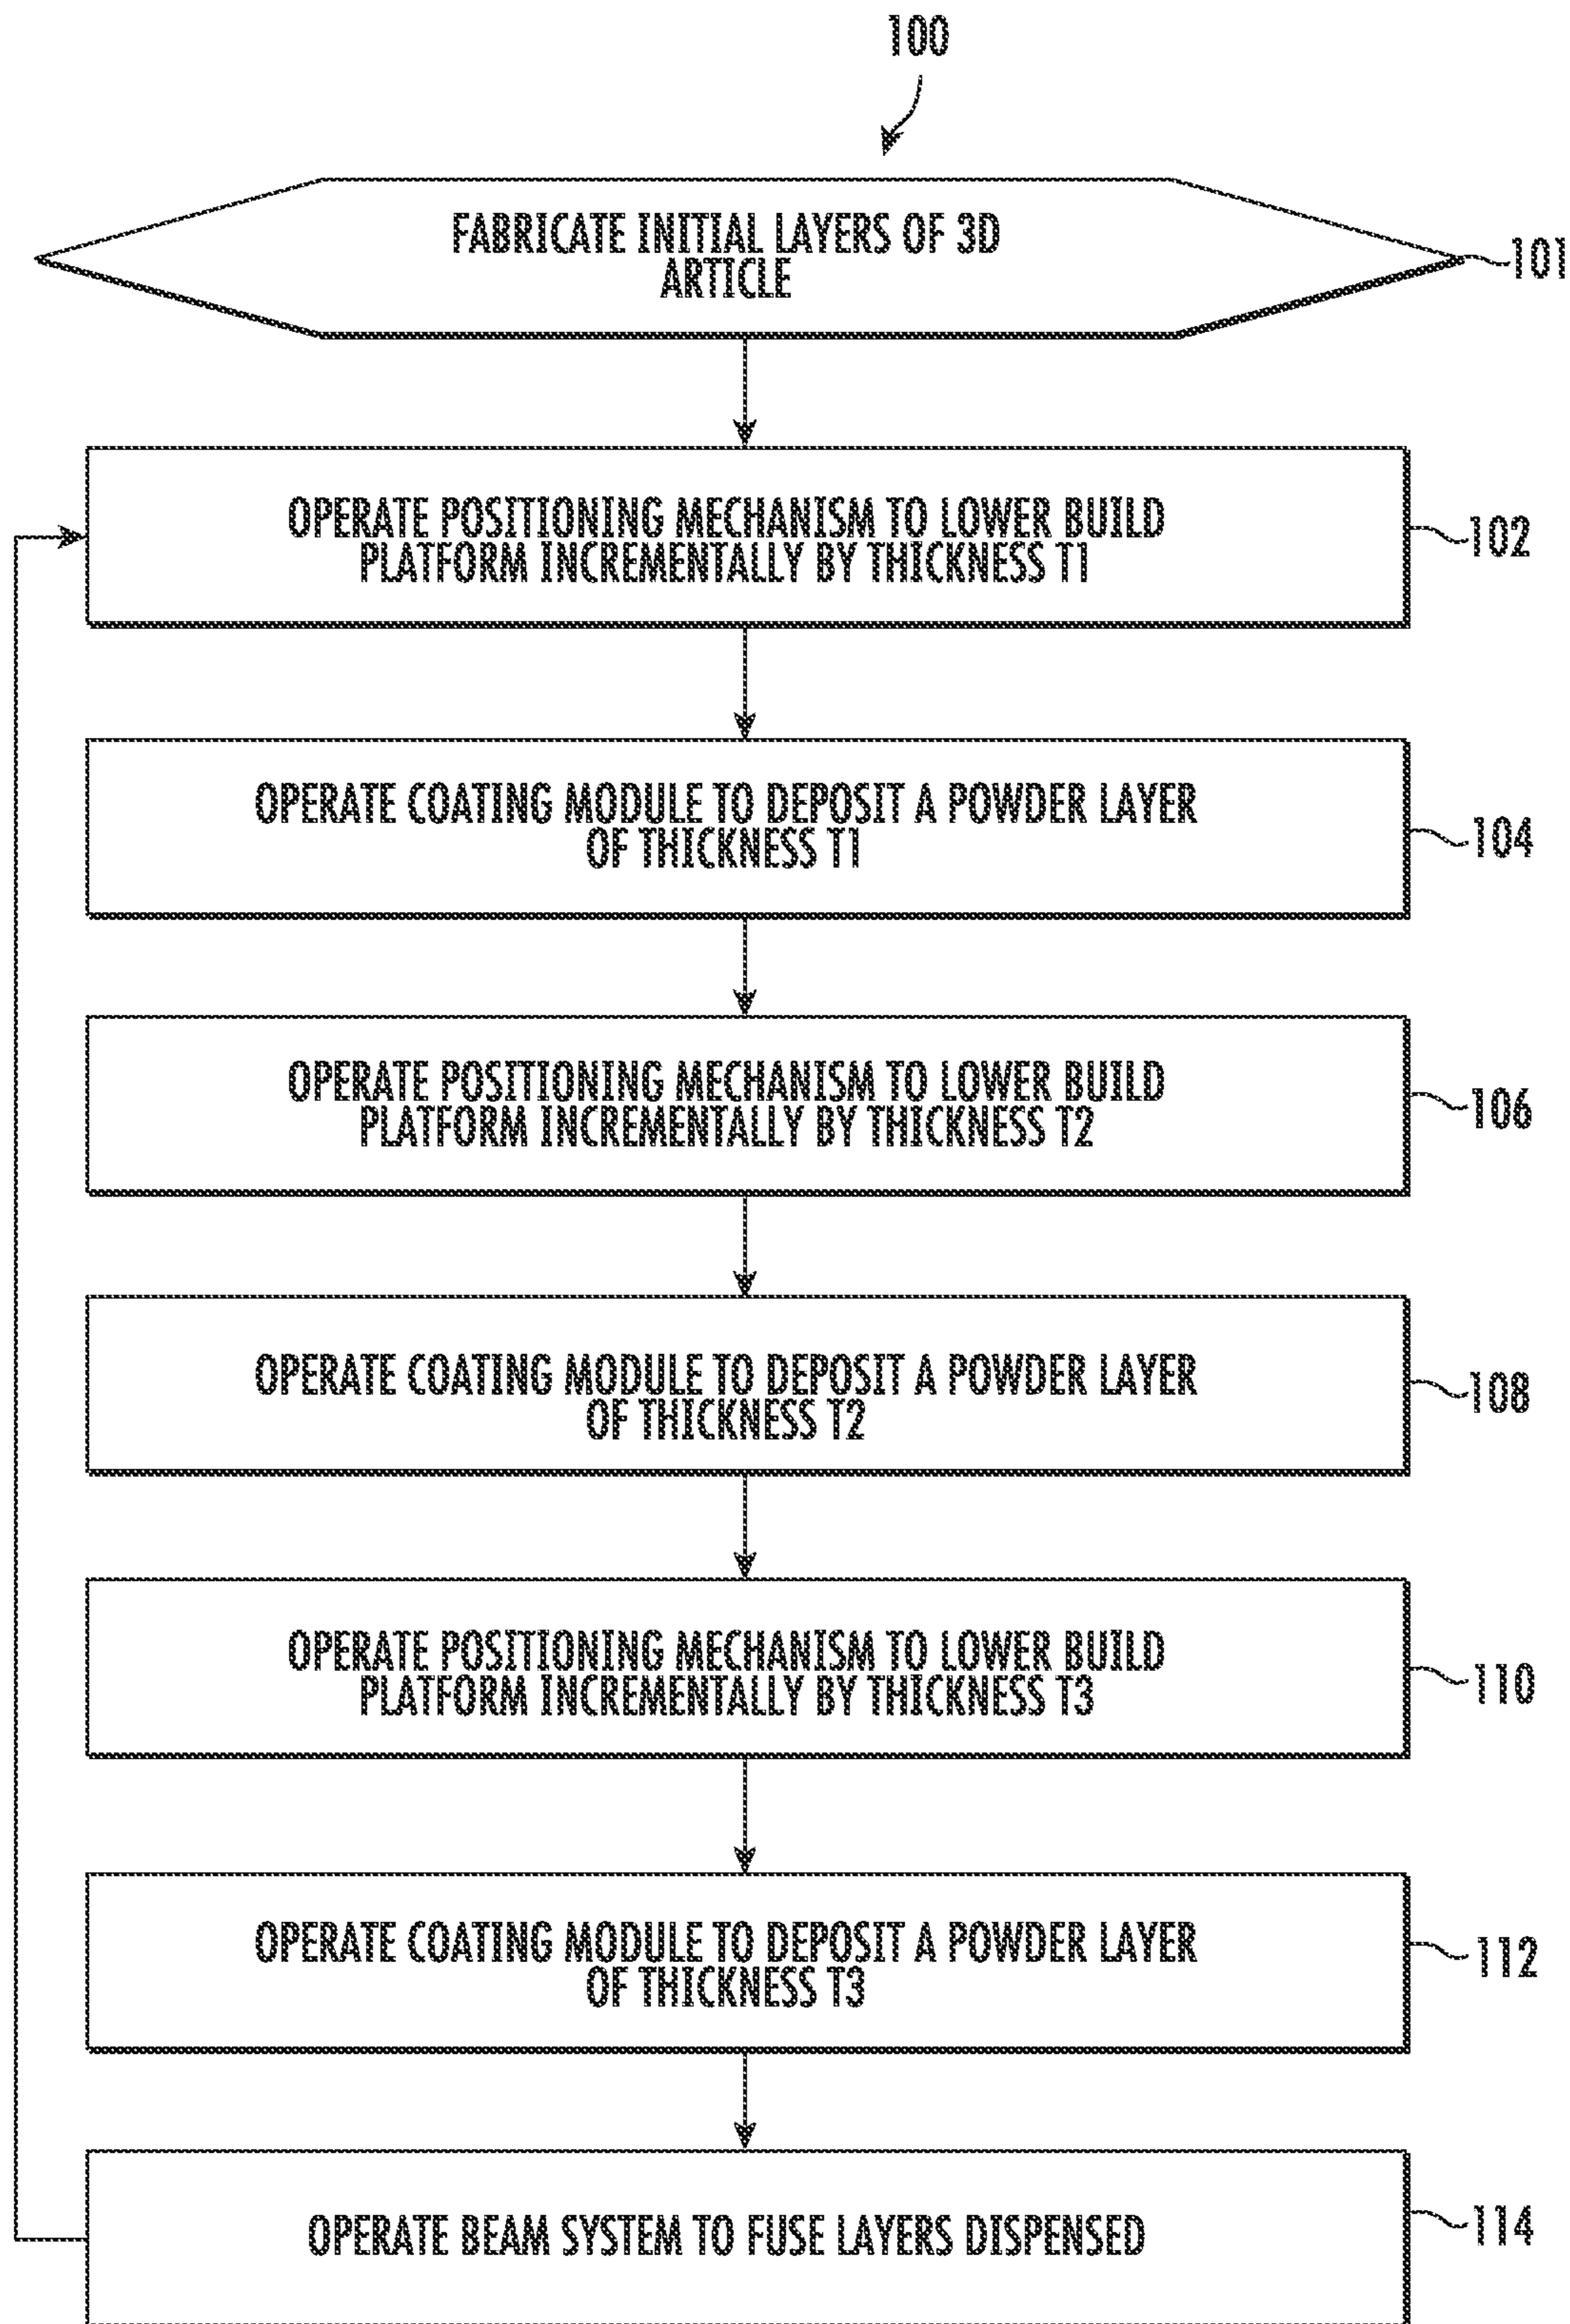 100
FABRICATE INITIAL LAYERS OF 3D
ARTICLE
101
OPERATE POSITIONING MECHANISM TO LOWER BUILD
PLATFORM INCREMENTALLY BY THICKNESS T1
102
OPERATE COATING MODULE TO DEPOSIT A POWDER LAYER
OF THICKNESS T1
104
OPERATE POSITIONING MECHANISM TO LOWER BUILD
PLATFORM INCREMENTALLY BY THICKNESS T2
106
OPERATE COATING MODULE TO DEPOSIT A POWDER LAYER
OF THICKNESS T2
108
OPERATE POSITIONING MECHANISM TO LOWER BUILD
PLATFORM INCREMENTALLY BY THICKNESS T3
110
OPERATE COATING MODULE TO DEPOSIT A POWDER LAYER
OF THICKNESS T3
112
OPERATE BEAM SYSTEM TO FUSE LAYERS DISPENSED
114